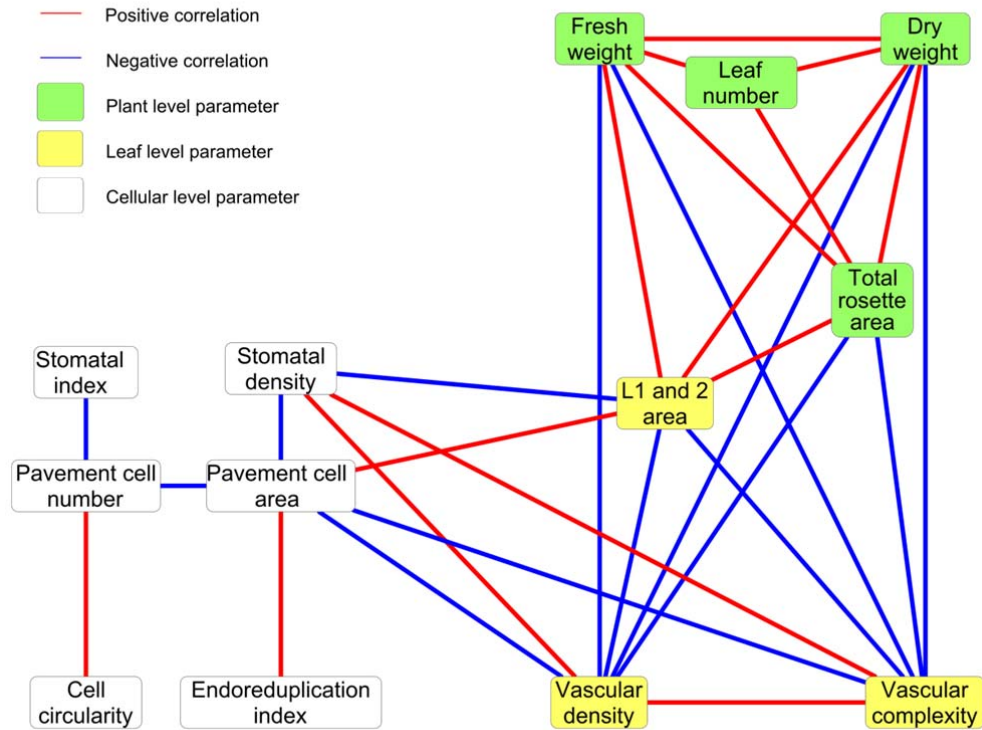 Positive correlation
Negative correlation
Plant level parameter
Leaf level parameter
Cellular level parameter
Fresh
weight
Dry
weight
Leaf
number
Total
rosette
area
Stomatal
index
Stomatal
density
L1 and 2
area
Pavement cell
number
Pavement cell
area
Cell
circularity
Endoreduplication
index
Vascular
density
Vascular
complexity